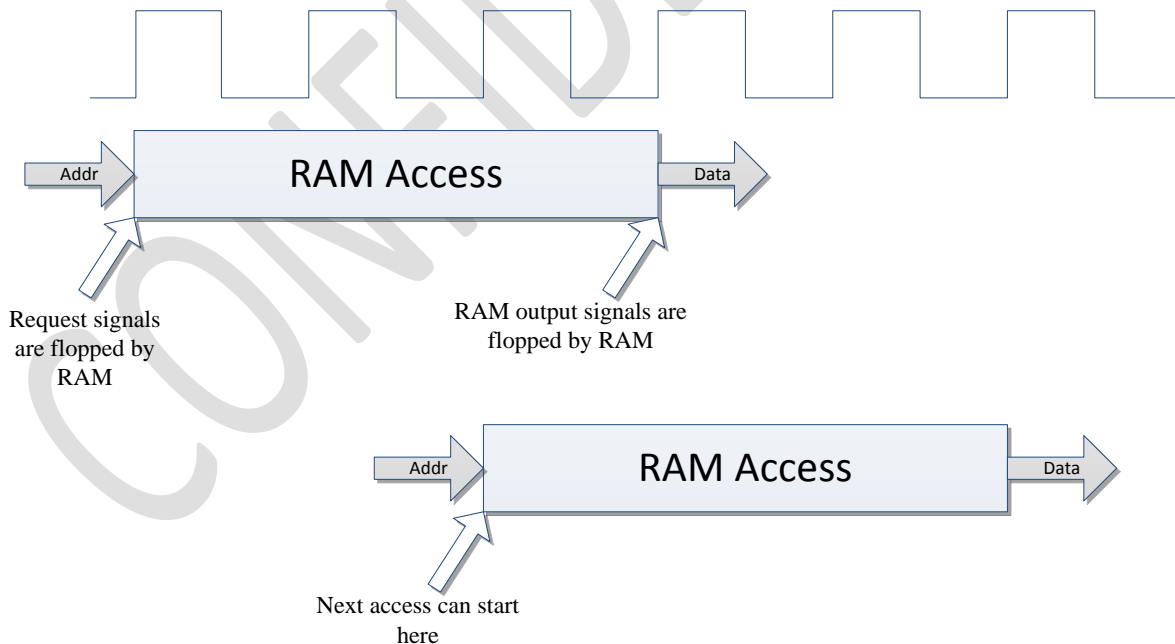 Addr
RAM Access
Data
Request signals
are flopped by
RAM
RAM output signals are
flopped by RAM
Addr
RAM Access
Data
Next access can start
here